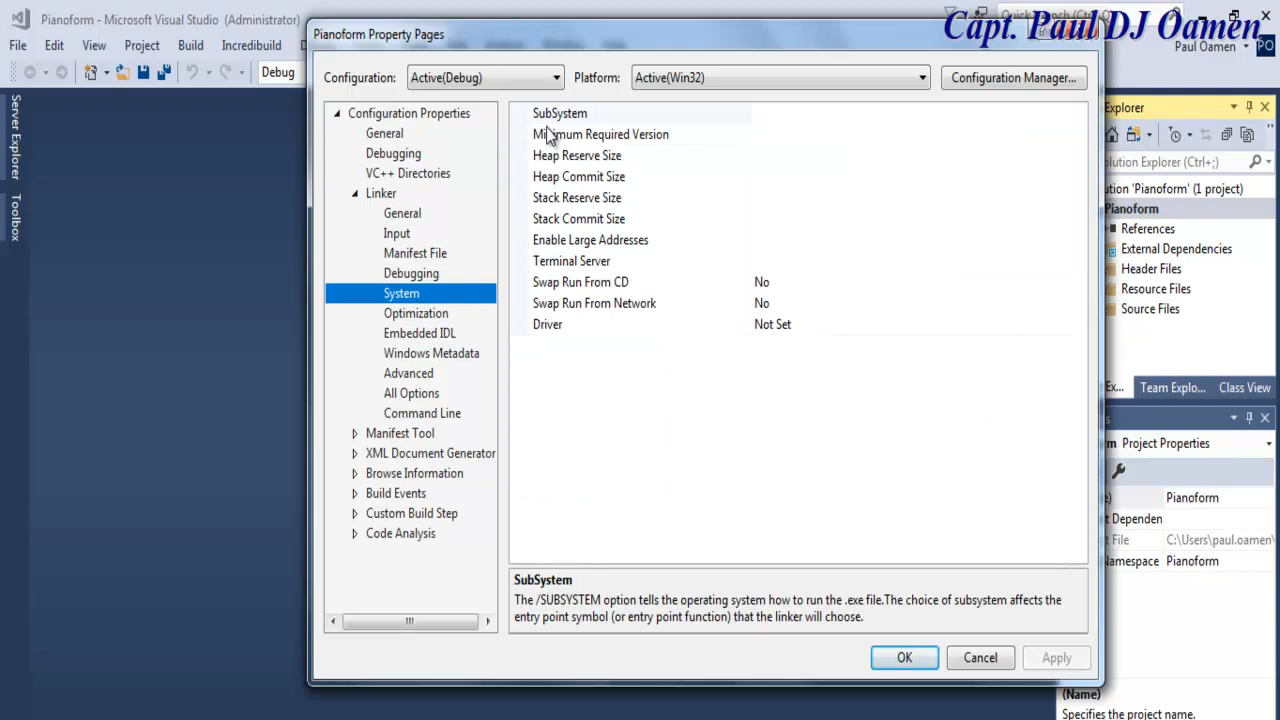 Pianoform - Microsoft Visual Studio (Administrator)
Capt. Paul DJ Oamen
File Edit View Project Build Incredibuild
Paul Oamen PO
Debug
Server Explorer
Toolbox
Pianoform Property Pages
Configuration: Active(Debug) Platform: Active(Win32) Configuration Manager...
Configuration Properties
General
Debugging
VC++ Directories
Linker
General
Input
Manifest File
Debugging
System
Optimization
Embedded IDL
Windows Metadata
Advanced
All Options
Command Line
Manifest Tool
XML Document Generator
Browse Information
Build Events
Custom Build Step
Code Analysis
SubSystem
Minimum Required Version
Heap Reserve Size
Heap Commit Size
Stack Reserve Size
Stack Commit Size
Enable Large Addresses
Terminal Server
Swap Run From CD No
Swap Run From Network No
Driver Not Set
SubSystem
The /SUBSYSTEM option tells the operating system how to run the .exe file.The choice of subsystem affects the
entry point symbol (or entry point function) that the linker will choose.
OK Cancel Apply
Explorer
olution Explorer (Ctrl+;)
ution 'Pianoform' (1 project)
Pianoform
References
External Dependencies
Header Files
Resource Files
Source Files
Ex... Team Explo... Class View
Project Properties
Pianoform
t Dependen
t File C:\Users\paul.oamen\
amespace Pianoform
(Name)
Specifies the project name.